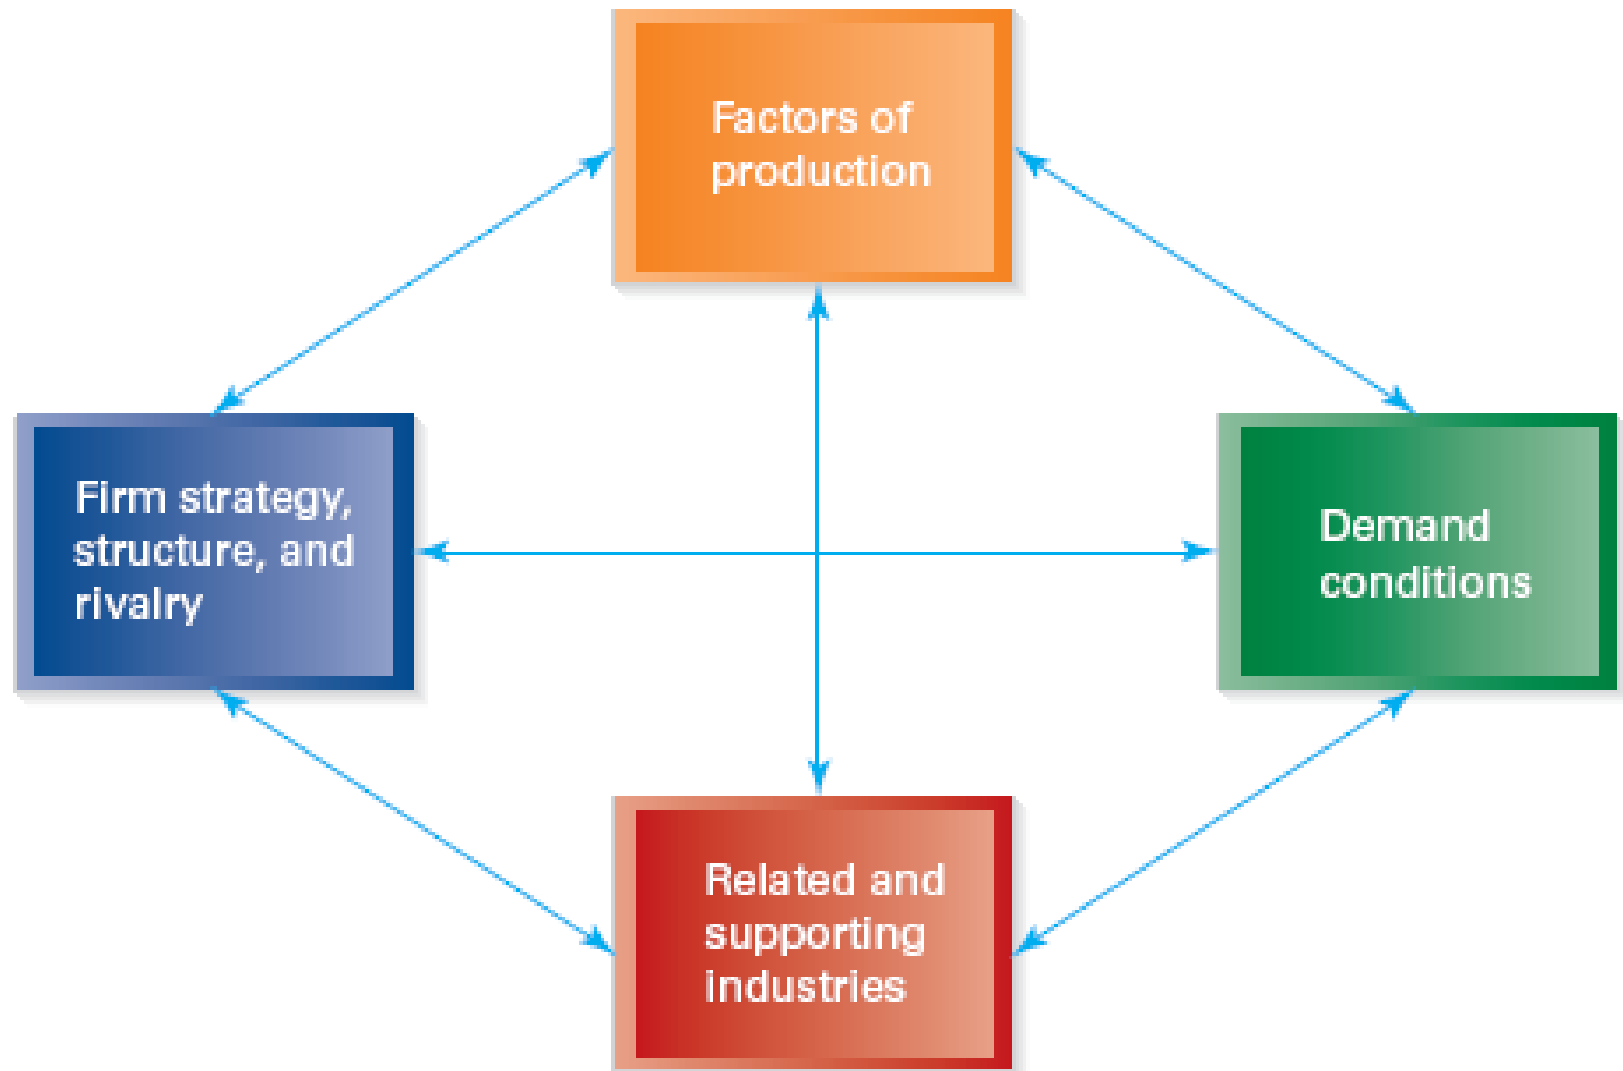 Factors of
production
Firm strategy,
structure, and
rivalry
Demand
conditions
Related and
supporting
industries